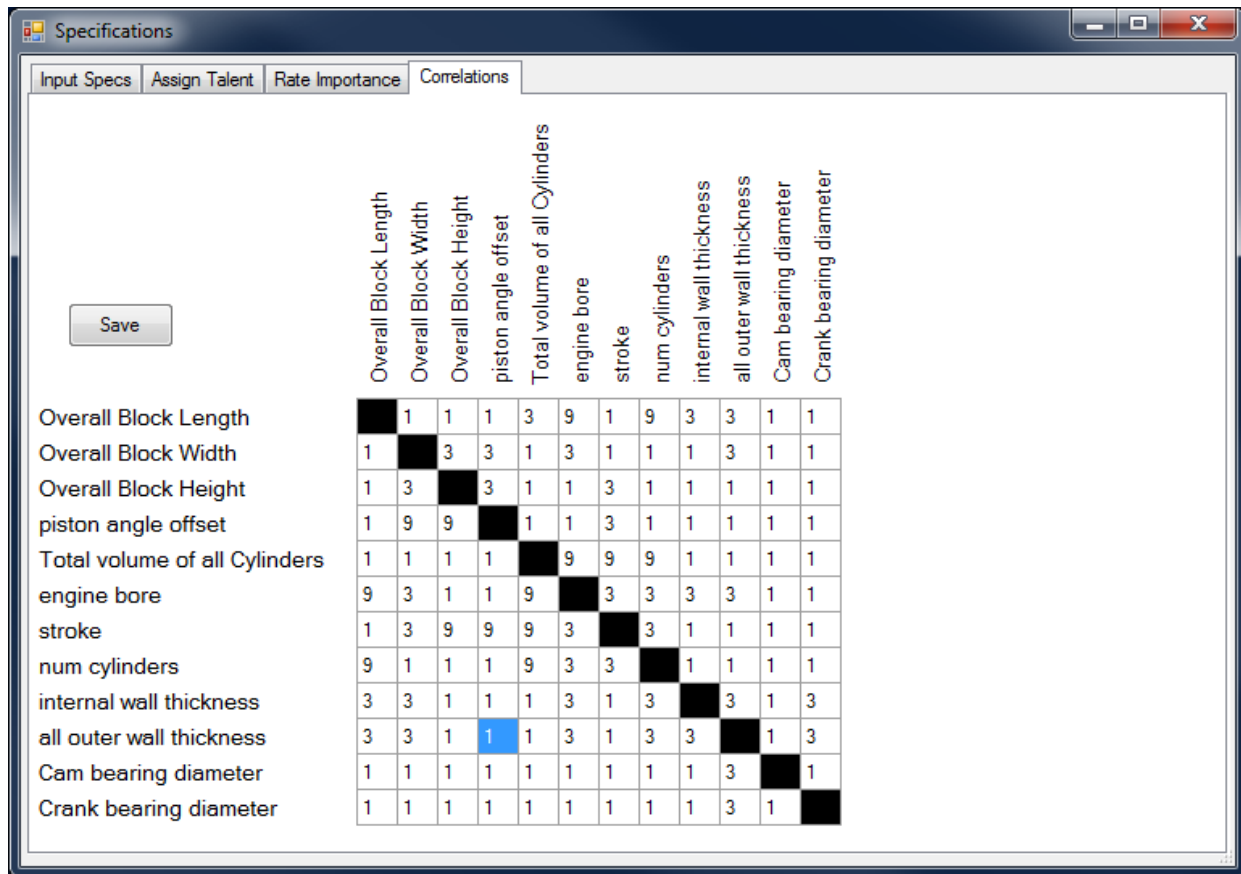 Specifications
Input Specs Assign Talent Rate Importance Correlations
Overall Block Length
Overall Block Width
Overall Block Height
piston angle offset
Total volume of all Cylinders
engine bore
stroke
num cylinders
internal wall thickness
all outer wall thickness
Cam bearing diameter
Crank bearing diameter
Save
Overall Block Length 1 1 1 3 9 1 9 3 3 1 1
Overall Block Width 1 3 3 1 3 1 1 1 3 1 1
Overall Block Height 1 3 3 1 1 3 1 1 1 1 1
piston angle offset 1 9 9 1 1 3 1 1 1 1 1
Total volume of all Cylinders 1 1 1 1 9 9 9 1 1 1 1
engine bore 9 3 1 1 9 3 3 3 3 1 1
stroke 1 3 9 9 9 3 3 1 1 1 1
num cylinders 9 1 1 1 9 3 3 1 1 1 1
internal wall thickness 3 3 1 1 1 3 1 3 3 1 3
all outer wall thickness 3 3 1 1 1 3 1 3 3 1 3
Cam bearing diameter 1 1 1 1 1 1 1 1 1 3 1
Crank bearing diameter 1 1 1 1 1 1 1 1 1 3 1